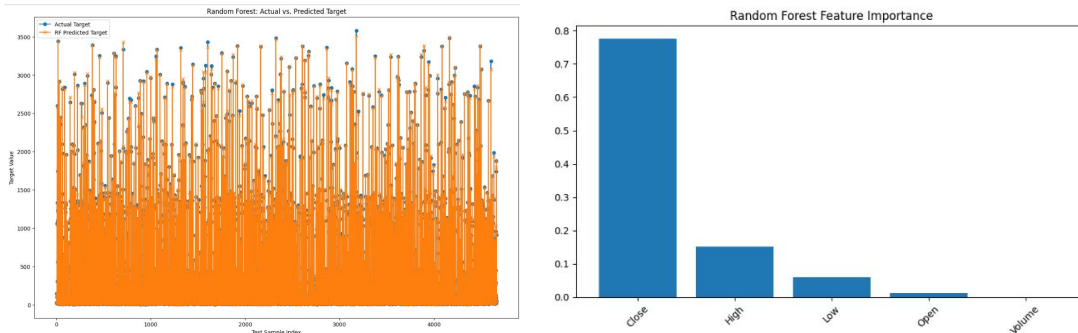 Random Forest: Actual vs. Predicted Target
Actual Target
RF Predicted Target
Target Value
3500
3000
2500
2000
1500
1000
500
0
0
1000
2000
3000
4000
Test Sample Index
Random Forest Feature Importance
0.8
0.7
0.6
0.5
0.4
0.3
0.2
0.1
0.0
Close
High
Low
Open
Volume